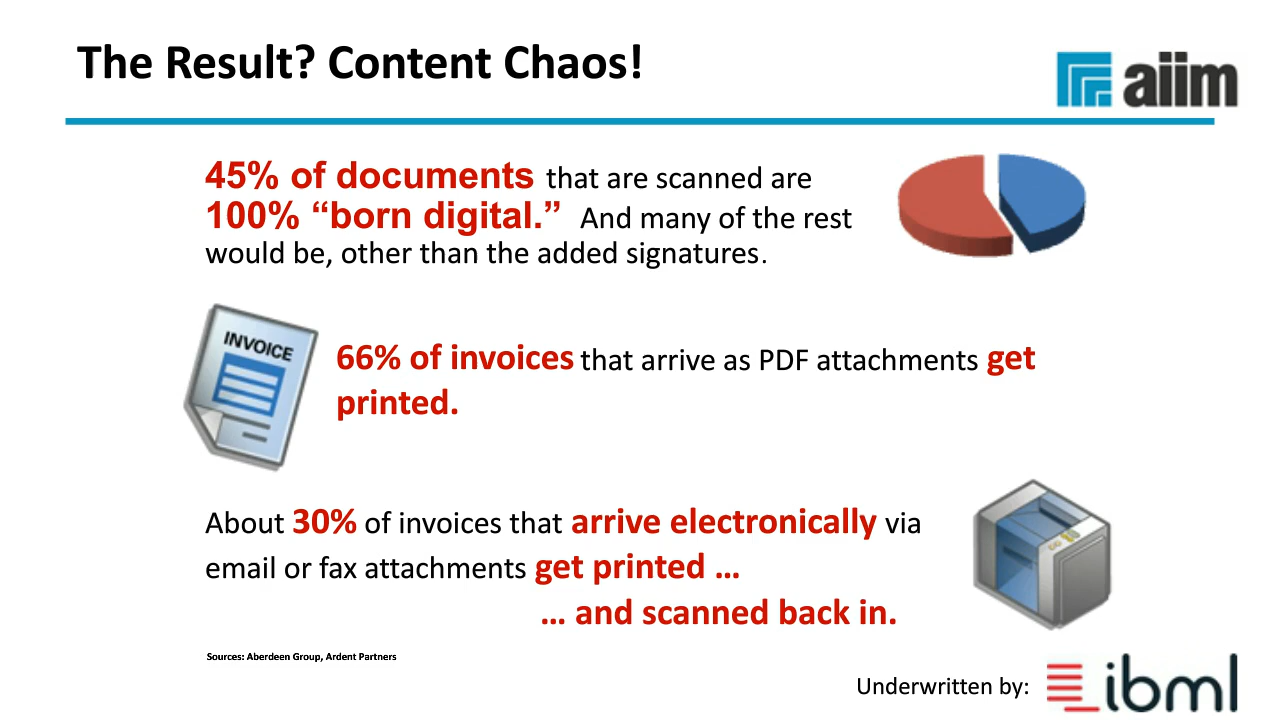 The Result? Content Chaos!
aiim
45% of documents that are scanned are
100% “born digital.” And many of the rest
would be, other than the added signatures.
INVOICE
66% of invoices that arrive as PDF attachments get
printed.
About 30% of invoices that arrive electronically via
email or fax attachments get printed …
… and scanned back in.
Sources: Aberdeen Group, Ardent Partners
Underwritten by:
ibml